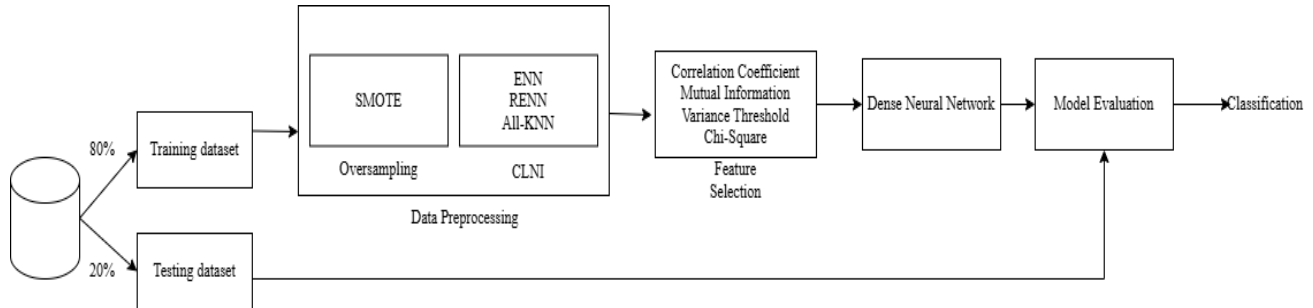 80%
Training dataset
SMOTE
Oversampling
ENN
RENN
All-KNN
CLNI
Data Preprocessing
Correlation Coefficient
Mutual Information
Variance Threshold
Chi-Square
Feature
Selection
Dense Neural Network
Model Evaluation
Classification
20%
Testing dataset